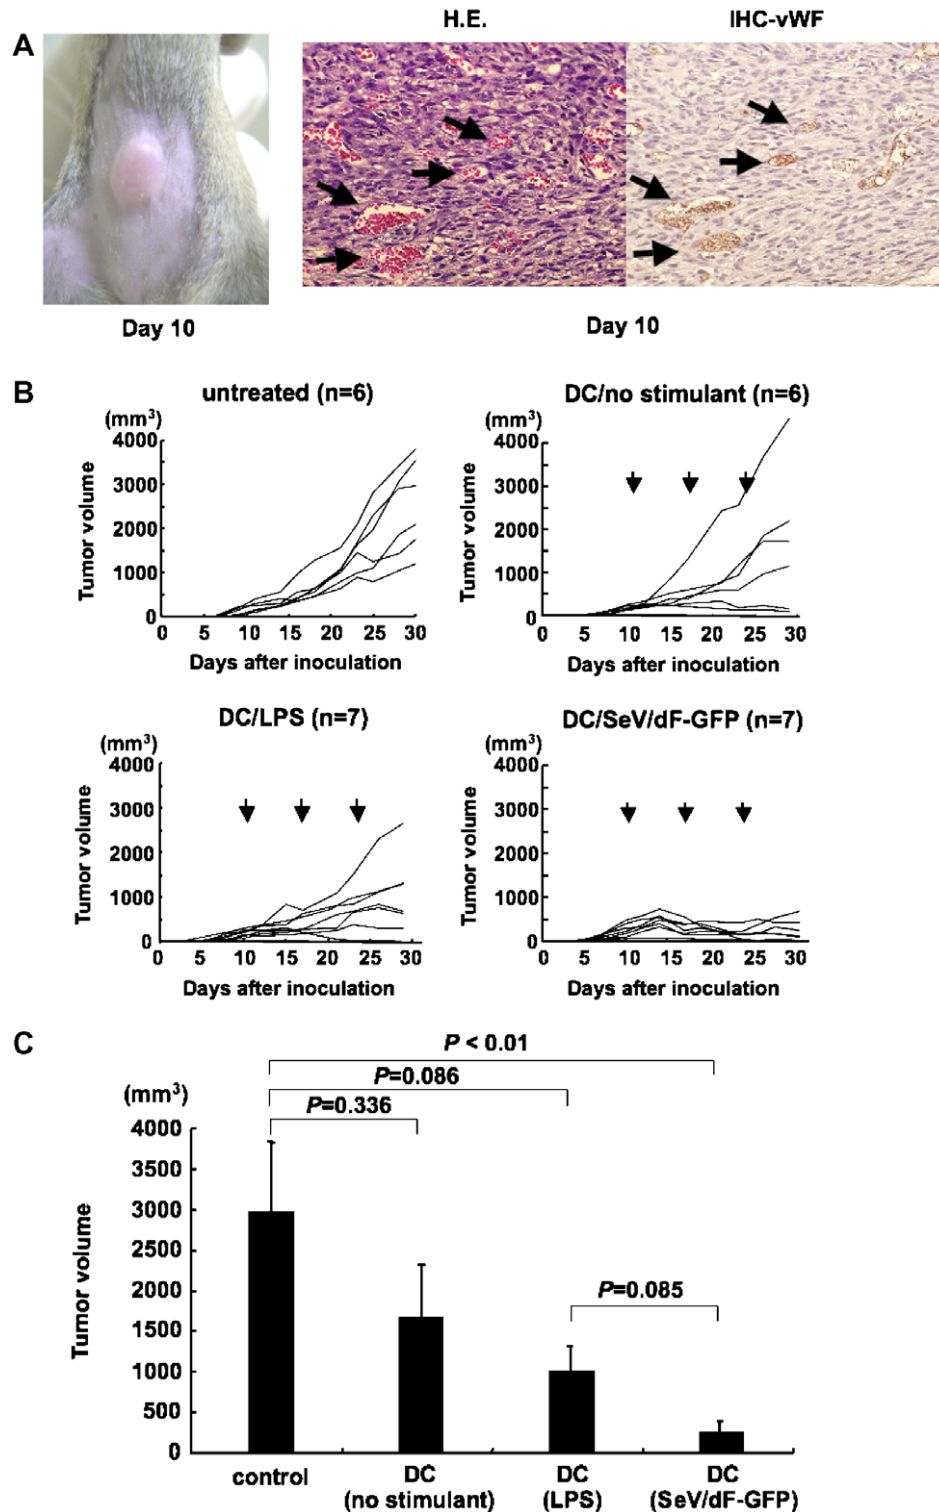 A
H.E.
IHC-vWF
Day 10
Day 10
B
untreated (n=6)
(mm³)
Tumor volume
4000
3000
2000
1000
0
0 5 10 15 20 25 30
Days after inoculation
DC/no stimulant (n=6)
(mm³)
Tumor volume
4000
3000
2000
1000
0
0 5 10 15 20 25 30
Days after inoculation
DC/LPS (n=7)
(mm³)
Tumor volume
4000
3000
2000
1000
0
0 5 10 15 20 25 30
Days after inoculation
DC/SeV/dF-GFP (n=7)
(mm³)
Tumor volume
4000
3000
2000
1000
0
0 5 10 15 20 25 30
Days after inoculation
C
P < 0.01
P=0.086
P=0.336
P=0.085
(mm³)
Tumor volume
4000
3500
3000
2500
2000
1500
1000
500
0
control
DC
(no stimulant)
DC
(LPS)
DC
(SeV/dF-GFP)